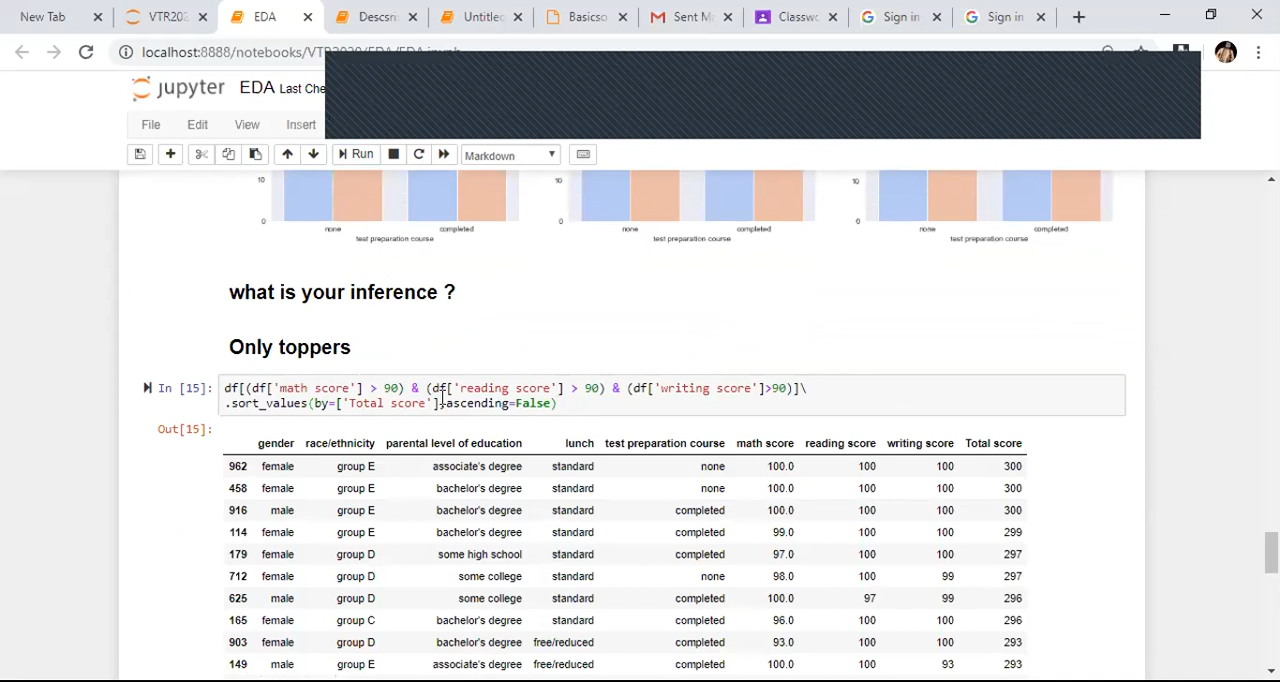 New Tab
VTR202
EDA
Descsn
Untitled
Basicso
Sent M
Classwo
Sign in
Sign in
localhost:8888/notebooks/VTR2020/EDA/EDA.ipynb
jupyter EDA Last Che
File Edit View Insert
Run Markdown
10 10 10
0 0 0
none completed none completed none completed
test preparation course test preparation course test preparation course
what is your inference ?
Only toppers
In [15]: df[(df['math score'] > 90) & (df['reading score'] > 90) & (df['writing score']>90)]\
.sort_values(by=['Total score'],ascending=False)
Out[15]:
gender race/ethnicity parental level of education lunch test preparation course math score reading score writing score Total score
962 female group E associate's degree standard none 100.0 100 100 300
458 female group E bachelor's degree standard none 100.0 100 100 300
916 male group E bachelor's degree standard completed 100.0 100 100 300
114 female group E bachelor's degree standard completed 99.0 100 100 299
179 female group D some high school standard completed 97.0 100 100 297
712 female group D some college standard none 98.0 100 99 297
625 male group D some college standard completed 100.0 97 99 296
165 female group C bachelor's degree standard completed 96.0 100 100 296
903 female group D bachelor's degree free/reduced completed 93.0 100 100 293
149 male group E associate's degree free/reduced completed 100.0 100 93 293